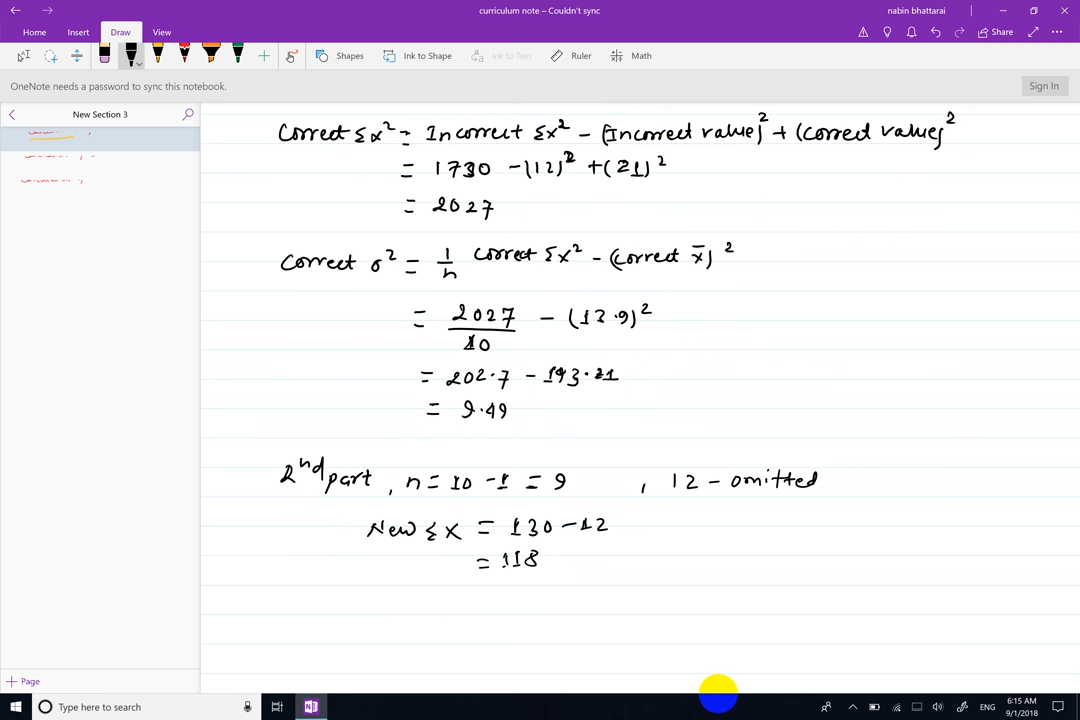 curriculum note – Couldn't sync
nabin bhattarai
Home Insert Draw View
Share
Shapes Ink to Shape Ink to Text Ruler Math
OneNote needs a password to sync this notebook.
Sign In
New Section 3
Correct Σx² = Incorrect Σx² - (Incorrect value)² + (correct value)²
= 1730 - (12)² + (21)²
= 2027
Correct σ² = 1/n correct Σx² - (correct x̄)²
= 2027/10 - (13.9)²
= 202.7 - 193.21
= 9.49
2nd part, n = 10 - 1 = 9 , 12 - omitted
New Σ X = 130 - 12
= 118
+ Page
Type here to search
ENG
6:15 AM
9/1/2018